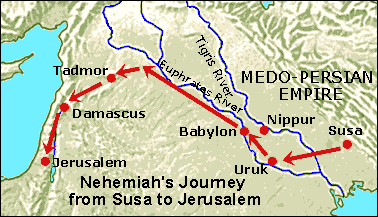 Tigris River
Euphrates River
Tadmor
MEDO-PERSIAN
EMPIRE
Damascus
Nippur
Babylon
Susa
Jerusalem
Uruk
Nehemiah's Journey
from Susa to Jerusalem